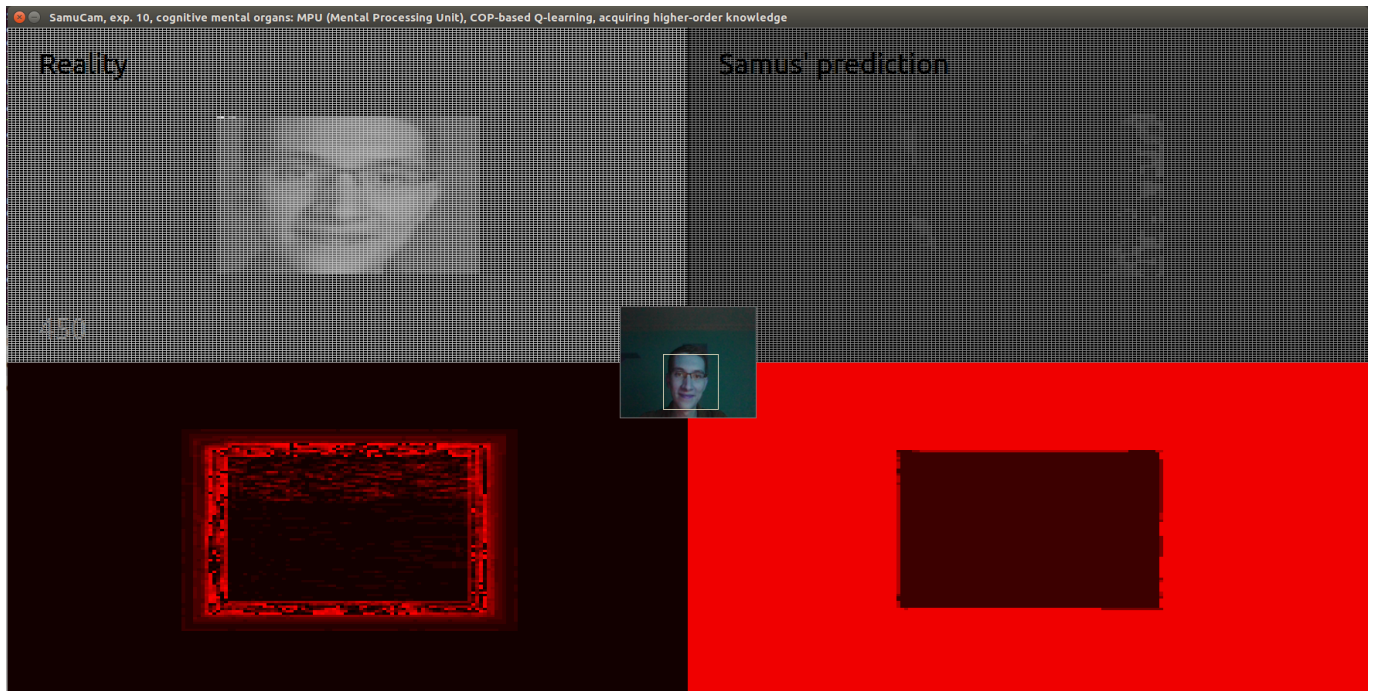 SamuCam, exp. 10, cognitive mental organs: MPU (Mental Processing Unit), COP-based Q-learning, acquiring higher-order knowledge
Reality
Samus' prediction
450